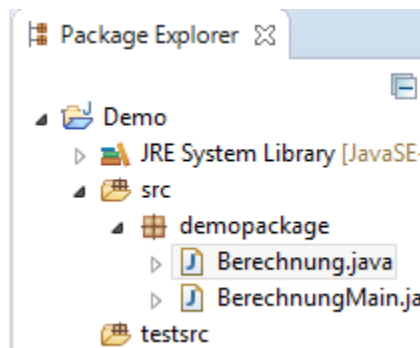 Package Explorer
Demo
JRE System Library [JavaSE-
src
demopackage
Berechnung.java
BerechnungMain.ja
testsrc